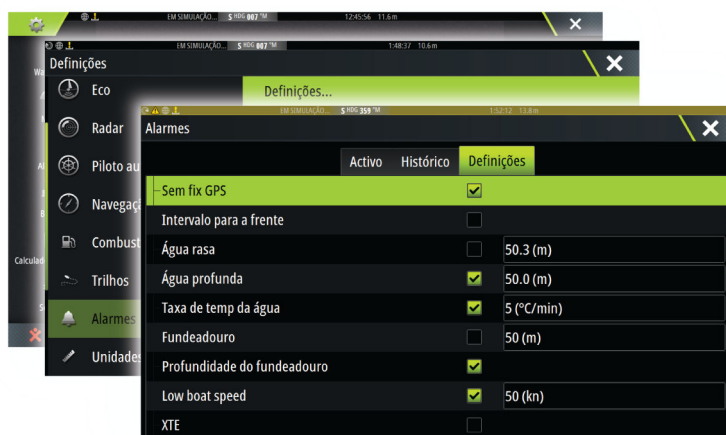 EM SIMULAÇÃO... S HDG 007 °M 12:45:56 11.6 m
EM SIMULAÇÃO... S HDG 007 °M 1:48:37 10.6 m
Definições
Eco
Radar
Piloto au
Navegaçã
Combust
Trilhos
Alarmes
Unidades
Definições...
EM SIMULAÇÃO... S HDG 359 °M 1:52:12 13.8 m
Alarmes
Activo Histórico Definições
Sem fix GPS
Intervalo para a frente
Água rasa 50.3 (m)
Água profunda 50.0 (m)
Taxa de temp da água 5 (°C/min)
Fundeadouro 50 (m)
Profundidade do fundeadouro
Low boat speed 50 (kn)
XTE
Calculad